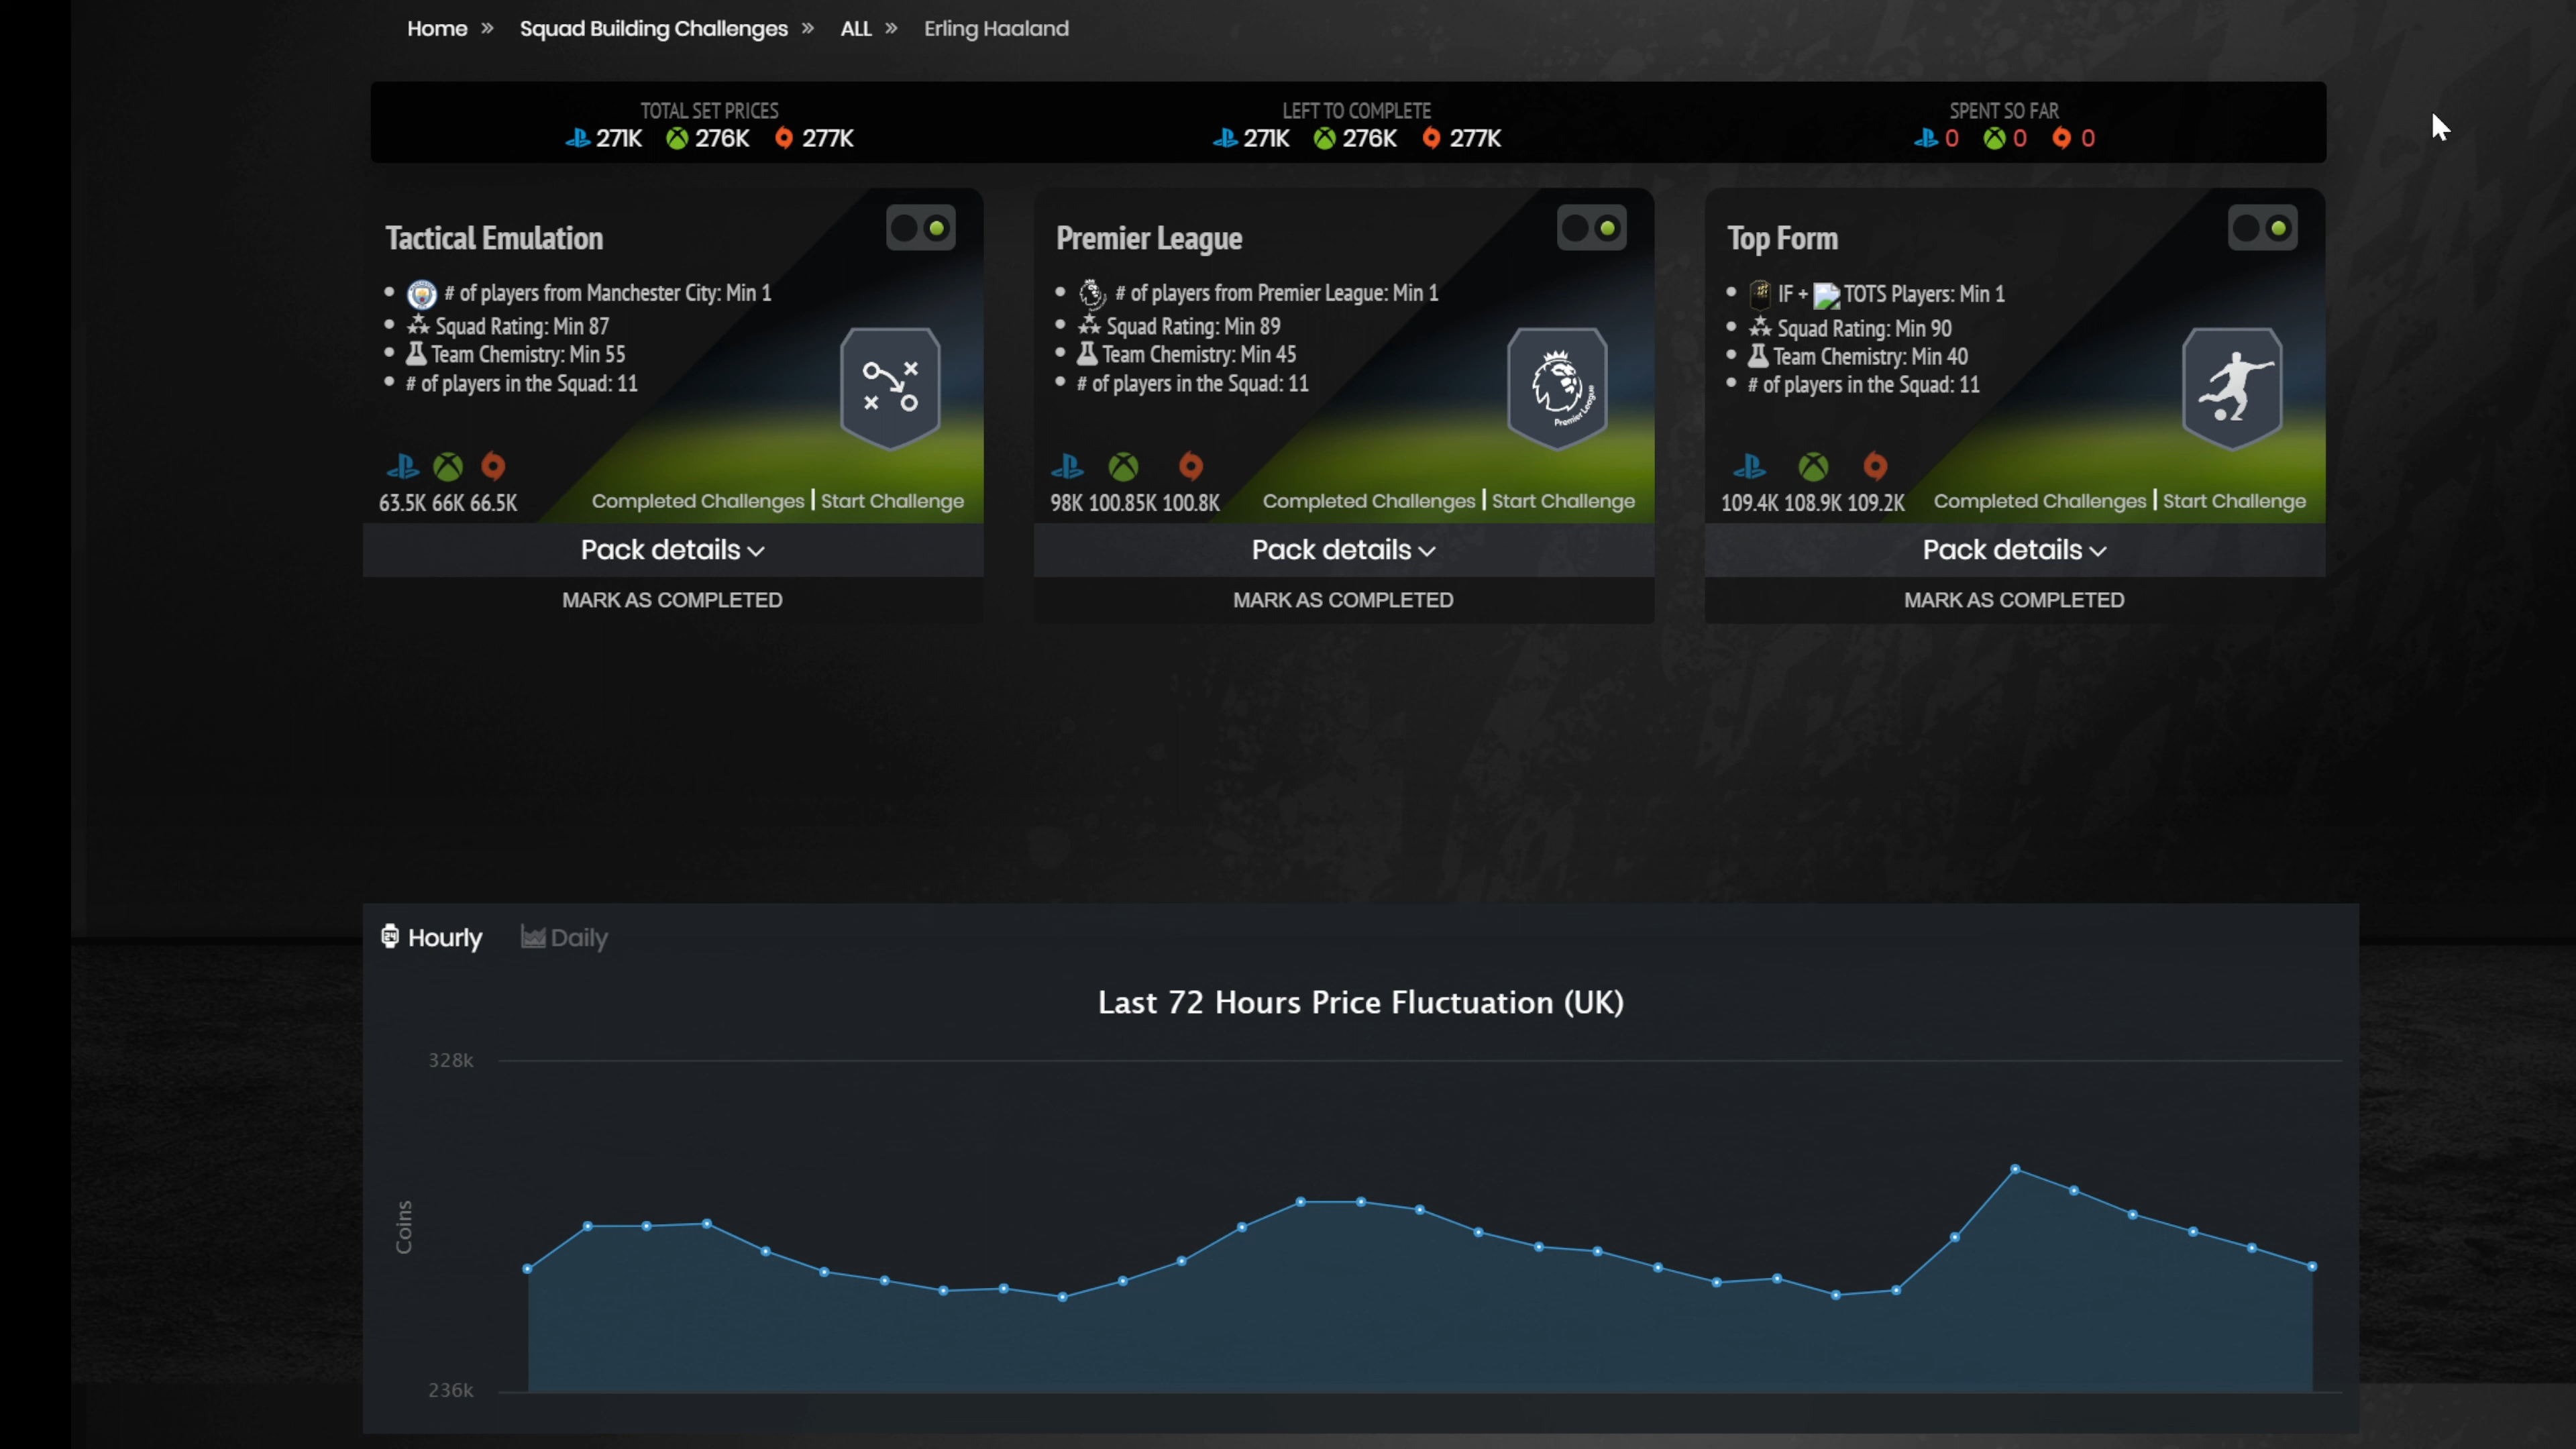 Home » Squad Building Challenges » ALL » Erling Haaland
TOTAL SET PRICES
271K 276K 277K
LEFT TO COMPLETE
271K 276K 277K
SPENT SO FAR
0 0 0
Tactical Emulation
# of players from Manchester City: Min 1
Squad Rating: Min 87
Team Chemistry: Min 55
# of players in the Squad: 11
63.5K 66K 66.5K
Completed Challenges | Start Challenge
Pack details
MARK AS COMPLETED
Premier League
# of players from Premier League: Min 1
Squad Rating: Min 89
Team Chemistry: Min 45
# of players in the Squad: 11
Premier League
98K 100.85K 100.8K
Completed Challenges | Start Challenge
Pack details
MARK AS COMPLETED
Top Form
IF + TOTS Players: Min 1
Squad Rating: Min 90
Team Chemistry: Min 40
# of players in the Squad: 11
109.4K 108.9K 109.2K
Completed Challenges | Start Challenge
Pack details
MARK AS COMPLETED
24 Hourly Daily
Last 72 Hours Price Fluctuation (UK)
328k
Coins
236k